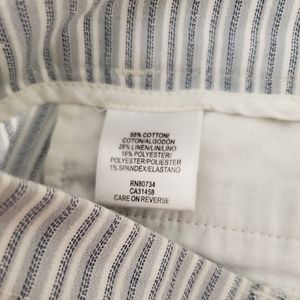 55% COTTON/
COTON/ALGODÓN
28% LINEN/LIN/LINO
16% POLYESTER/
POLYESTER/POLIESTER
1% SPANDEX/ELASTANO
RN80734
CA31458
CARE ON REVERSE